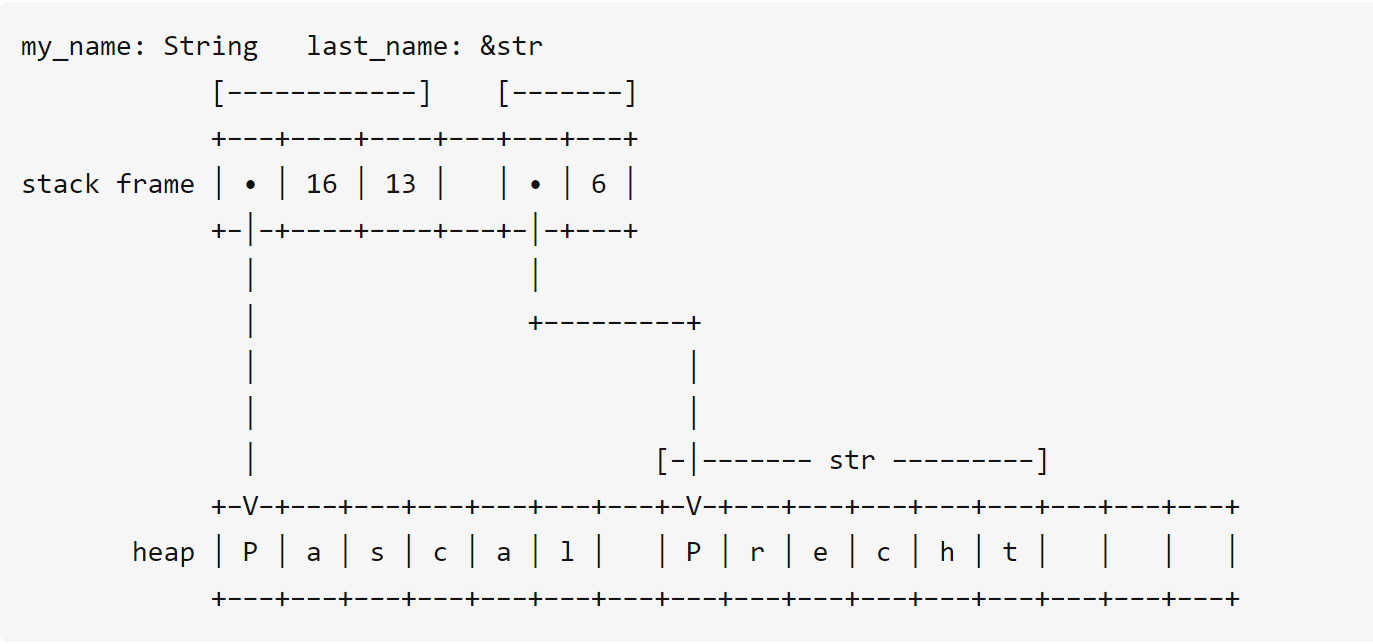 my_name: String   last_name: &str
            [------------]    [-------]
            +---+----+----+---+---+---+
stack frame │ • │ 16 │ 13 │   │ • │ 6 │
            +-│-+----+----+---+-│-+---+
              │                 │
              │                 +---------+
              │                           │
              │                           │
              │                         [-│------- str ---------]
            +-V-+---+---+---+---+---+---+-V-+---+---+---+---+---+---+---+---+
       heap │ P │ a │ s │ c │ a │ l │   │ P │ r │ e │ c │ h │ t │   │   │   │
            +---+---+---+---+---+---+---+---+---+---+---+---+---+---+---+---+